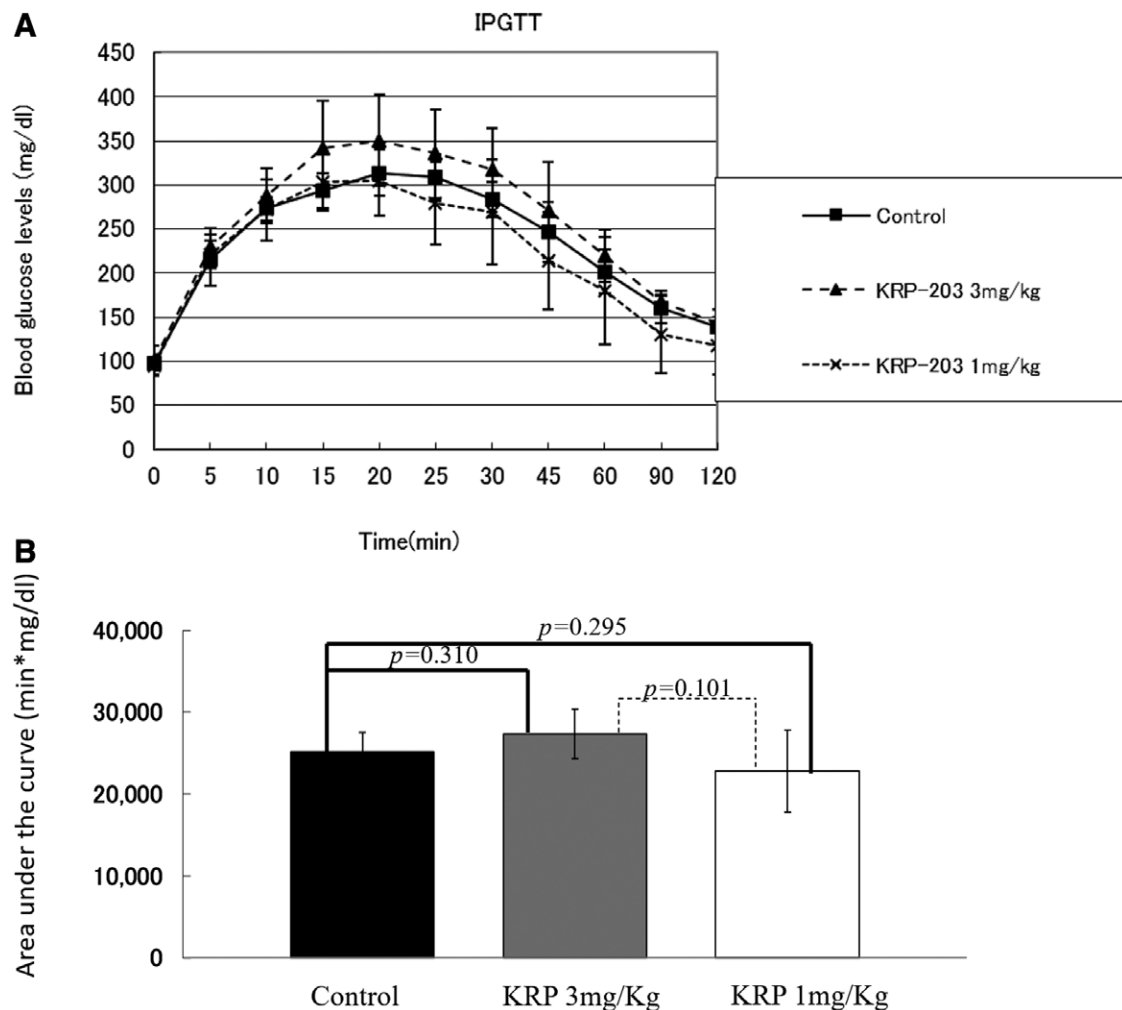 A
IPGTT
Blood glucose levels (mg/dl)
450
400
350
300
250
200
150
100
50
0
0 5 10 15 20 25 30 45 60 90 120
Time(min)
Control
KRP-203 3mg/kg
KRP-203 1mg/kg
B
Area under the curve (min*mg/dl)
40,000
30,000
20,000
10,000
0
p=0.295
p=0.310
p=0.101
Control KRP 3mg/Kg KRP 1mg/Kg